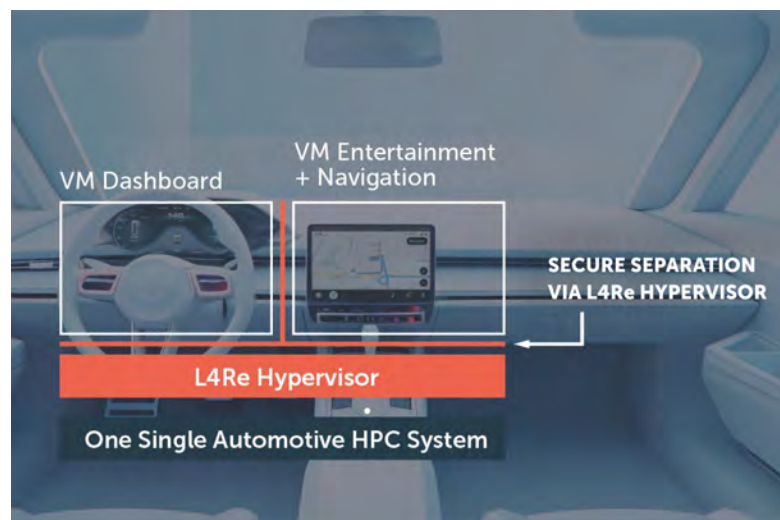 VM Dashboard
VM Entertainment
+ Navigation
SECURE SEPARATION
VIA L4Re HYPERVISOR
L4Re Hypervisor
One Single Automotive HPC System